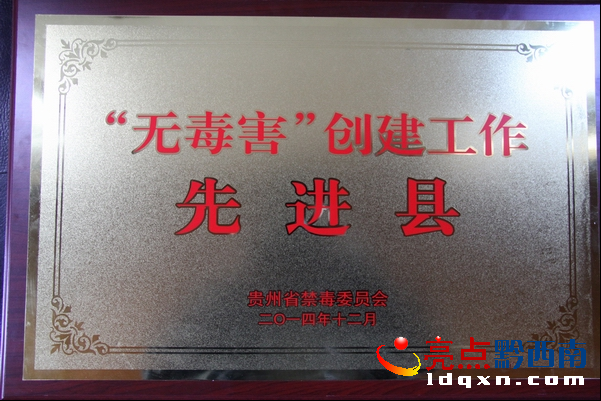 “无毒害”创建工作
先进县
贵州省禁毒委员会
二〇一四年十二月
亮点黔西南
ldqxn.com